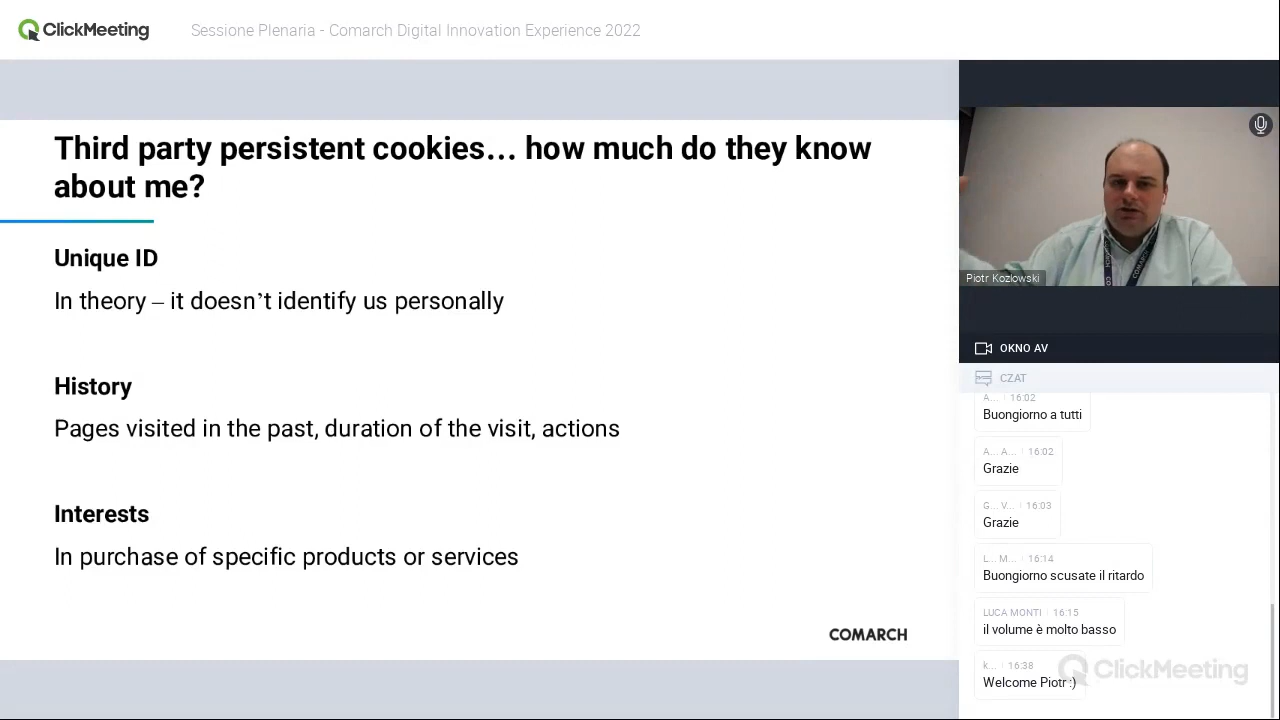 ClickMeeting
Sessione Plenaria - Comarch Digital Innovation Experience 2022
Third party persistent cookies... how much do they know
about me?
Unique ID
In theory – it doesn't identify us personally
History
Pages visited in the past, duration of the visit, actions
Interests
In purchase of specific products or services
COMARCH
Piotr Kozlowski
OKNO AV
CZAT
A... 16:02
Buongiorno a tutti
A... A... 16:02
Grazie
G... V... 16:03
Grazie
L... M... 16:14
Buongiorno scusate il ritardo
LUCA MONTI 16:15
il volume è molto basso
k... 16:38
Welcome Piotr :)
ClickMeeting